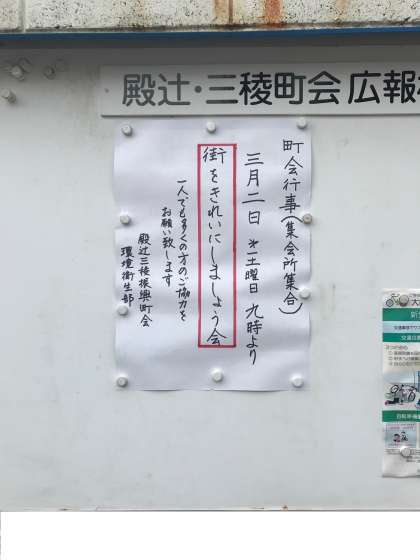 殿辻・三稜町会 広報
町会行事(集会所集合)
三月二日 第一土曜日 九時より
街をきれいにしましょう会
一人でも多くの方のご協力を
お願い致します
殿辻三稜振興町会
環境衛生部